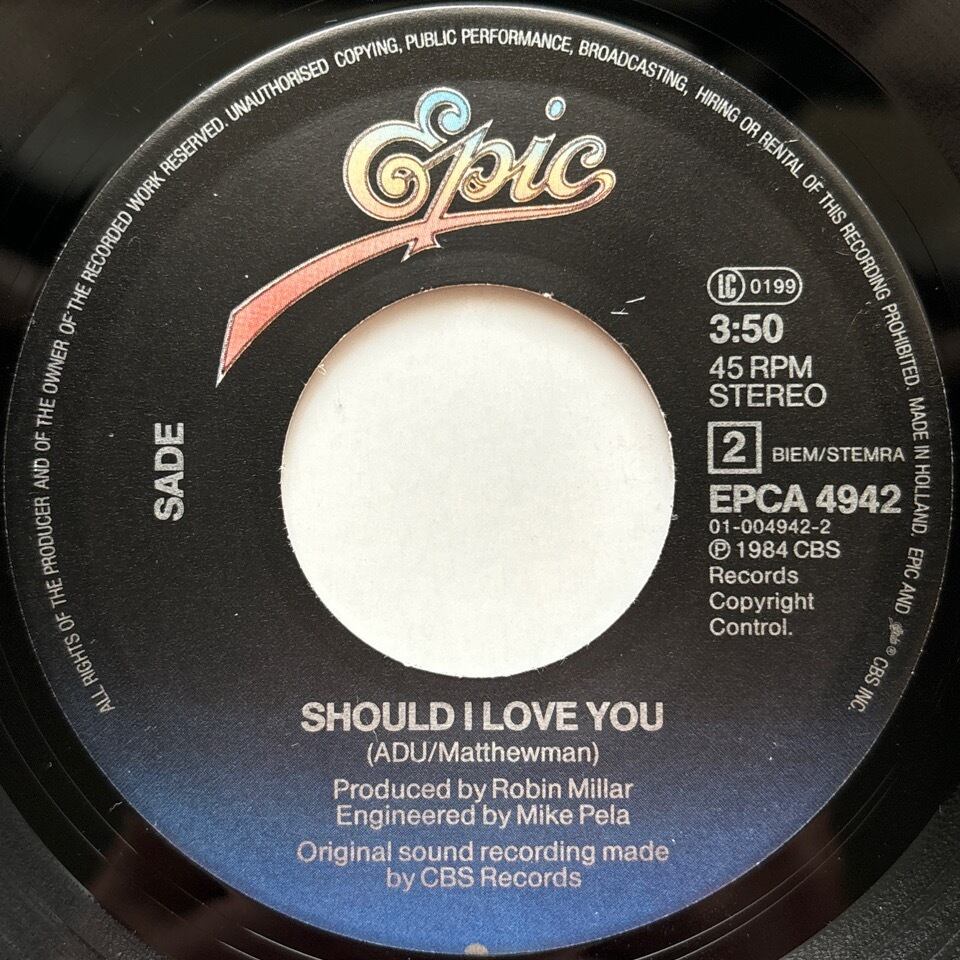 ALL RIGHTS OF THE PRODUCER AND OF THE OWNER OF THE RECORDED WORK RESERVED. UNAUTHORISED COPYING, PUBLIC PERFORMANCE, BROADCASTING, HIRING OR RENTAL OF THIS RECORDING PROHIBITED. MADE IN HOLLAND. EPIC AND Epic ® CBS INC.
Epic
LC 0199
3:50
45 RPM
STEREO
2 BIEM/STEMRA
EPCA 4942
01-004942-2
℗ 1984 CBS
Records
Copyright
Control.
SADE
SHOULD I LOVE YOU
(ADU/Matthewman)
Produced by Robin Millar
Engineered by Mike Pela
Original sound recording made
by CBS Records